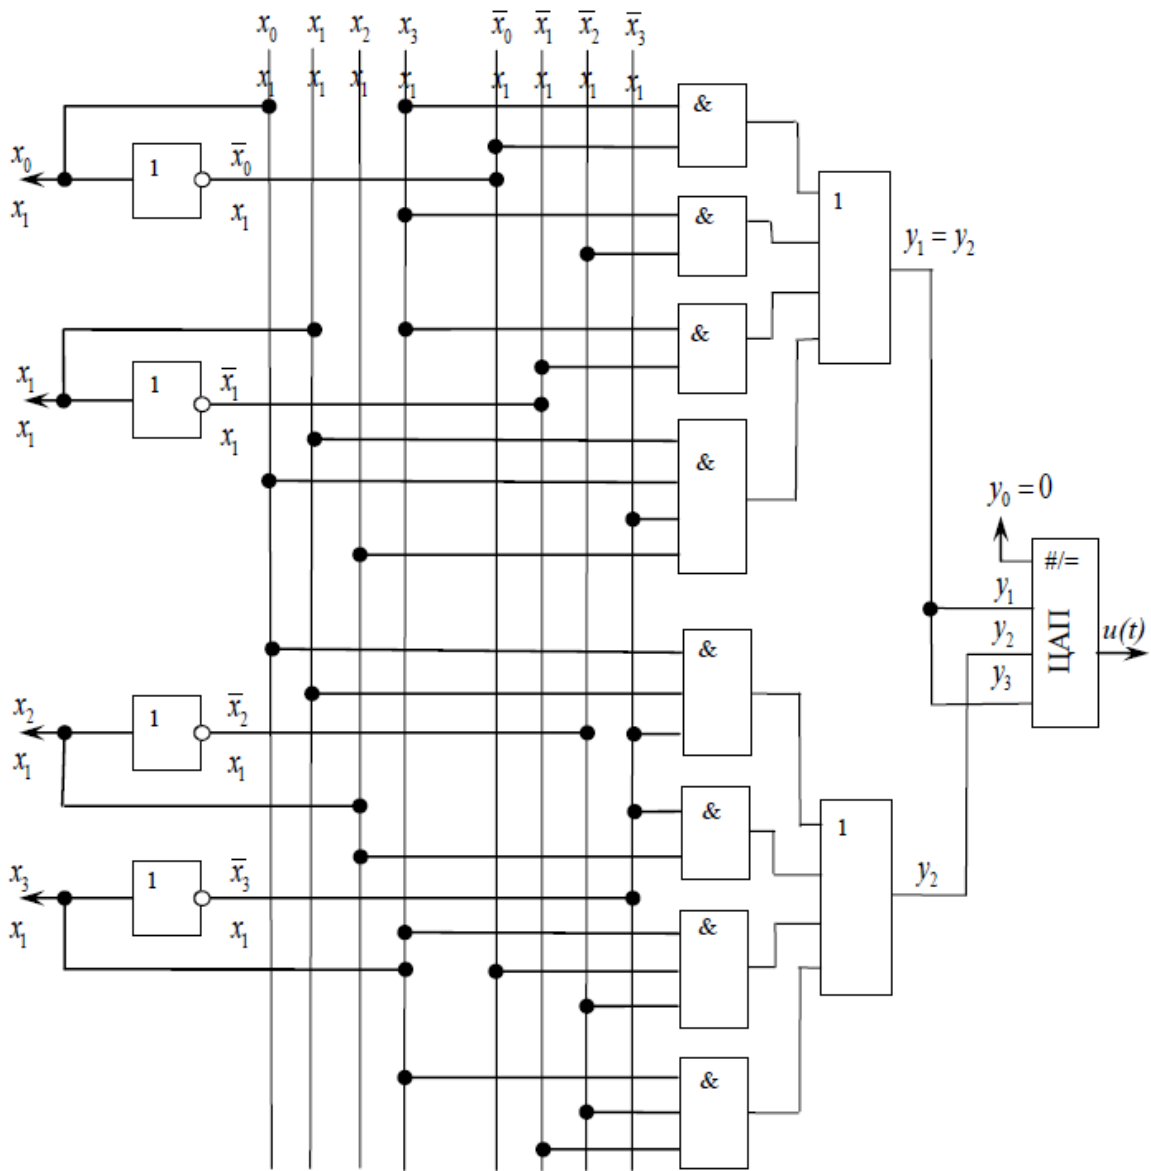 x₀ x₁ x₂ x₃ x̅₀ x̅₁ x̅₂ x̅₃
x₁ x₁ x₁ x₁ x₁ x₁ x₁ x₁
&
x₀ 1 x̅₀
x₁ x₁
&
1
y₁ = y₂
&
x₁ 1 x̅₁
x₁ x₁
&
y₀ = 0
#/=
y₁
ЦАП
y₂
u(t)
y₃
&
x₂ 1 x̅₂
x₁ x₁
&
1
x₃ 1 x̅₃
y₂
x₁ x₁
&
&